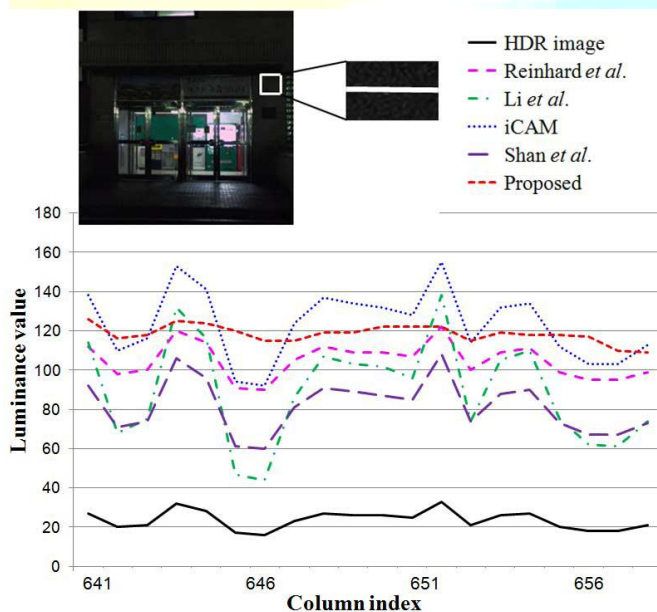 HDR image
Reinhard et al.
Li et al.
iCAM
Shan et al.
Proposed
180
160
140
120
100
80
60
40
20
0
Luminance value
641 646 651 656
Column index